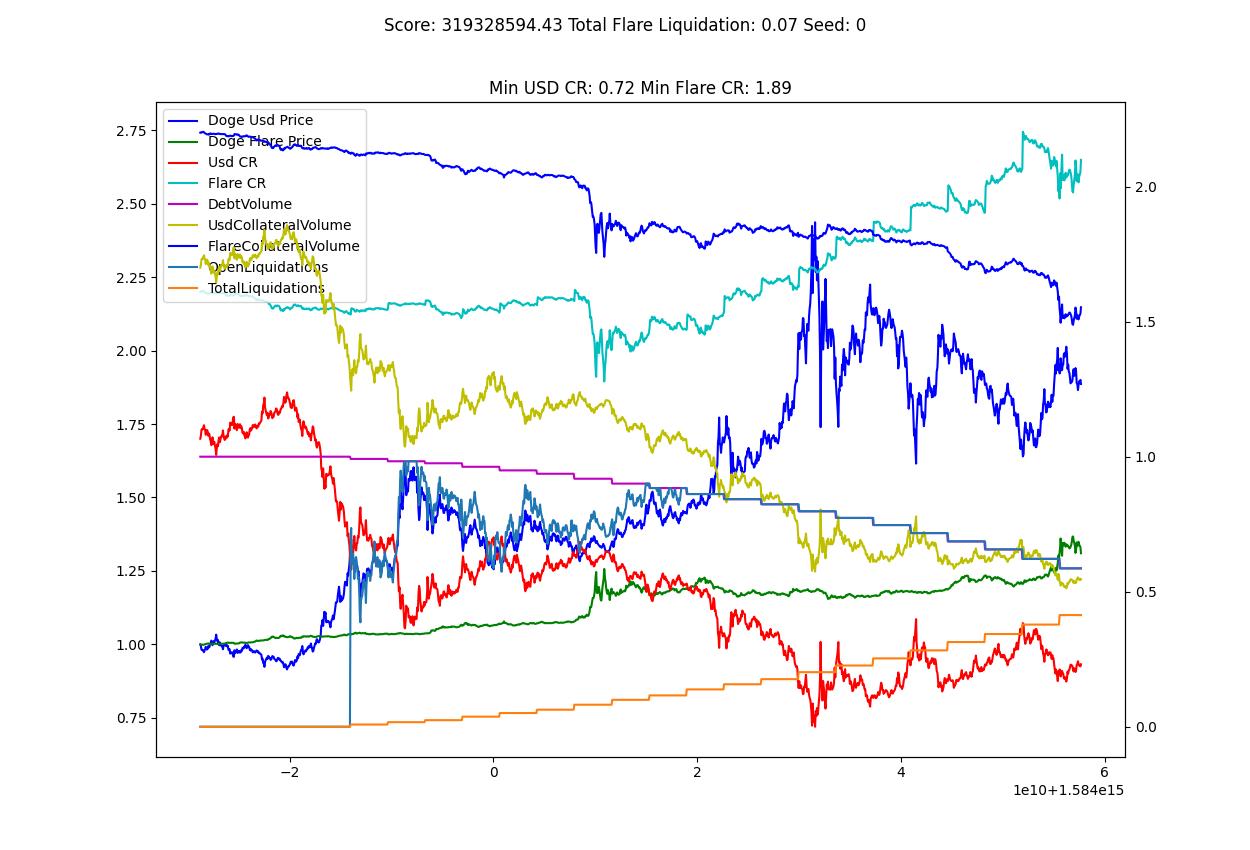 Score: 319328594.43 Total Flare Liquidation: 0.07 Seed: 0
Min USD CR: 0.72 Min Flare CR: 1.89
Doge Usd Price
Doge Flare Price
Usd CR
Flare CR
DebtVolume
UsdCollateralVolume
FlareCollateralVolume
OpenLiquidations
TotalLiquidations
2.75
2.50
2.25
2.00
1.75
1.50
1.25
1.00
0.75
2.0
1.5
1.0
0.5
0.0
−2 0 2 4 6
1e10+1.584e15